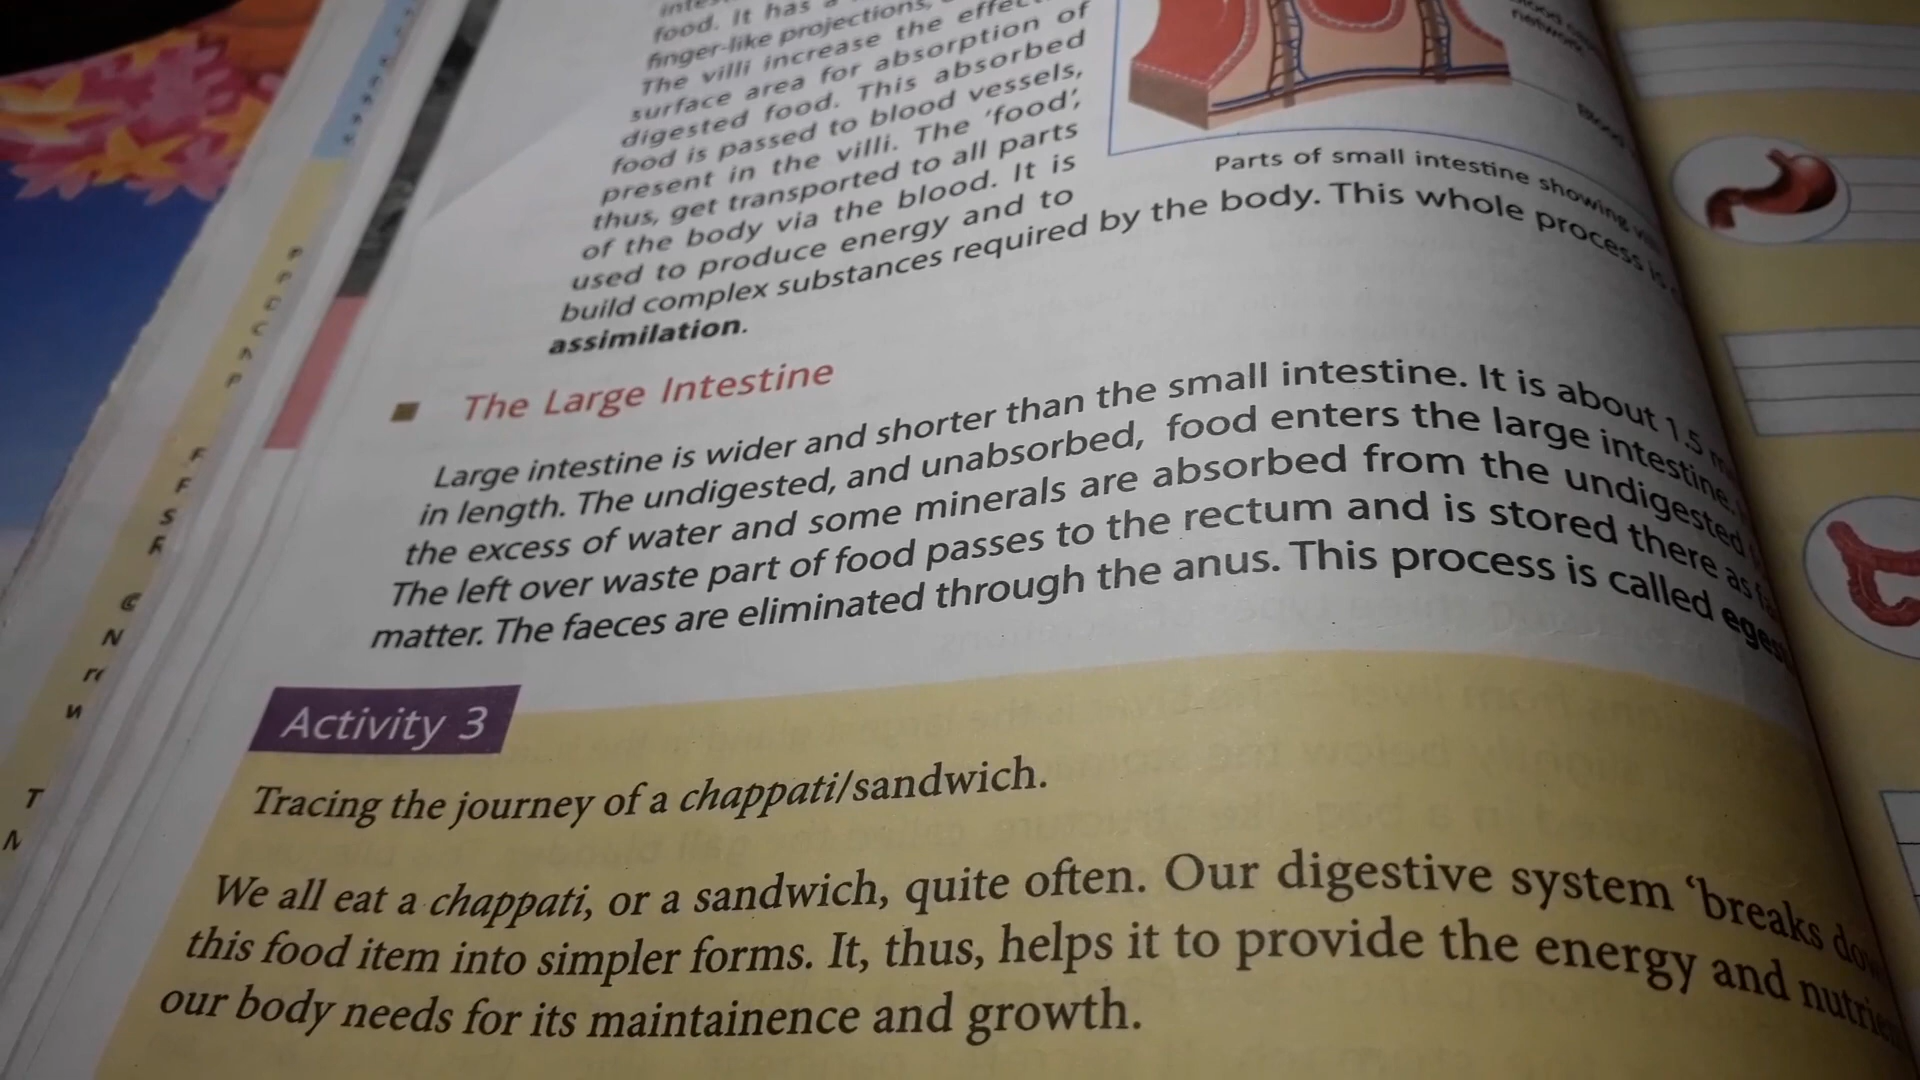 food. It has a
finger-like projections,
The villi increase the
surface area for absorption of
digested food. This absorbed
food is passed to blood vessels,
present in the villi. The 'food',
thus, get transported to all parts
of the body via the blood. It is
used to produce energy and to
build complex substances required by the body. This whole process is
assimilation.
Parts of small intestine showing
The Large Intestine
Large intestine is wider and shorter than the small intestine. It is about 1.5
in length. The undigested, and unabsorbed, food enters the large intestine,
the excess of water and some minerals are absorbed from the undigested
The left over waste part of food passes to the rectum and is stored there as
matter. The faeces are eliminated through the anus. This process is called
Activity 3
Tracing the journey of a chappati/sandwich.
We all eat a chappati, or a sandwich, quite often. Our digestive system 'breaks
this food item into simpler forms. It, thus, helps it to provide the energy and
our body needs for its maintainence and growth.